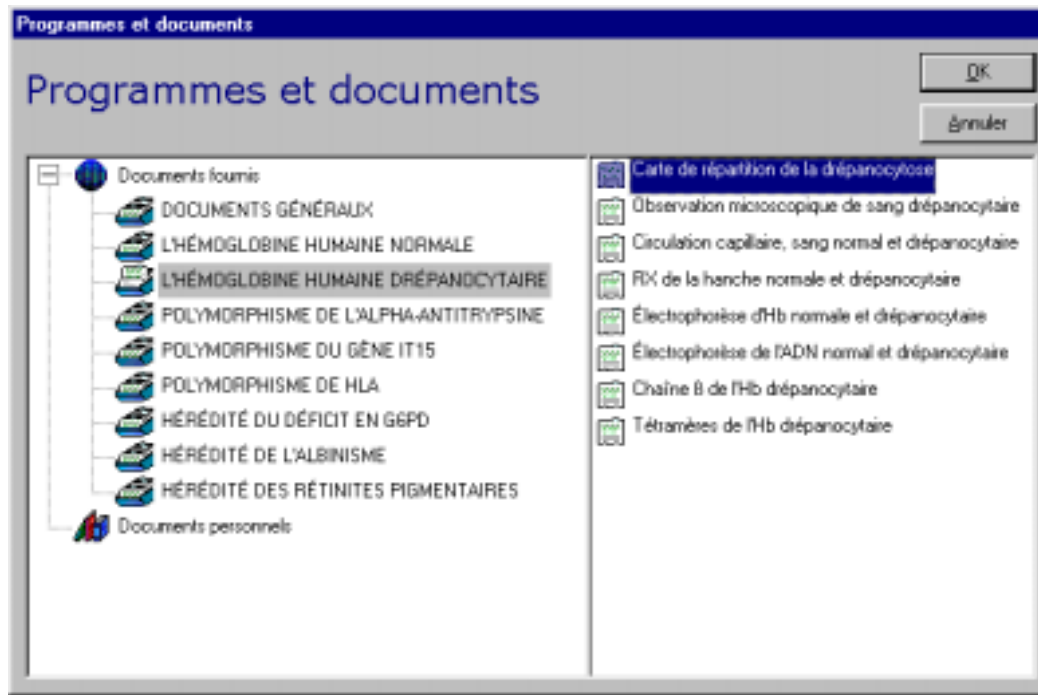 Programmes et documents
Programmes et documents
OK
Annuler
Documents fournis
DOCUMENTS GÉNÉRAUX
L'HÉMOGLOBINE HUMAINE NORMALE
L'HÉMOGLOBINE HUMAINE DRÉPANOCYTAIRE
POLYMORPHISME DE L'ALPHA-ANTITRYPSINE
POLYMORPHISME DU GÈNE IT15
POLYMORPHISME DE HLA
HÉRÉDITÉ DU DÉFICIT EN G6PD
HÉRÉDITÉ DE L'ALBINISME
HÉRÉDITÉ DES RÉTINITES PIGMENTAIRES
Documents personnels
Carte de répartition de la drépanocytose
Observation microscopique de sang drépanocytaire
Circulation capillaire, sang normal et drépanocytaire
RX de la hanche normale et drépanocytaire
Électrophorèse d'Hb normale et drépanocytaire
Électrophorèse de l'ADN normal et drépanocytaire
Chaîne ß de l'Hb drépanocytaire
Tétramères de l'Hb drépanocytaire